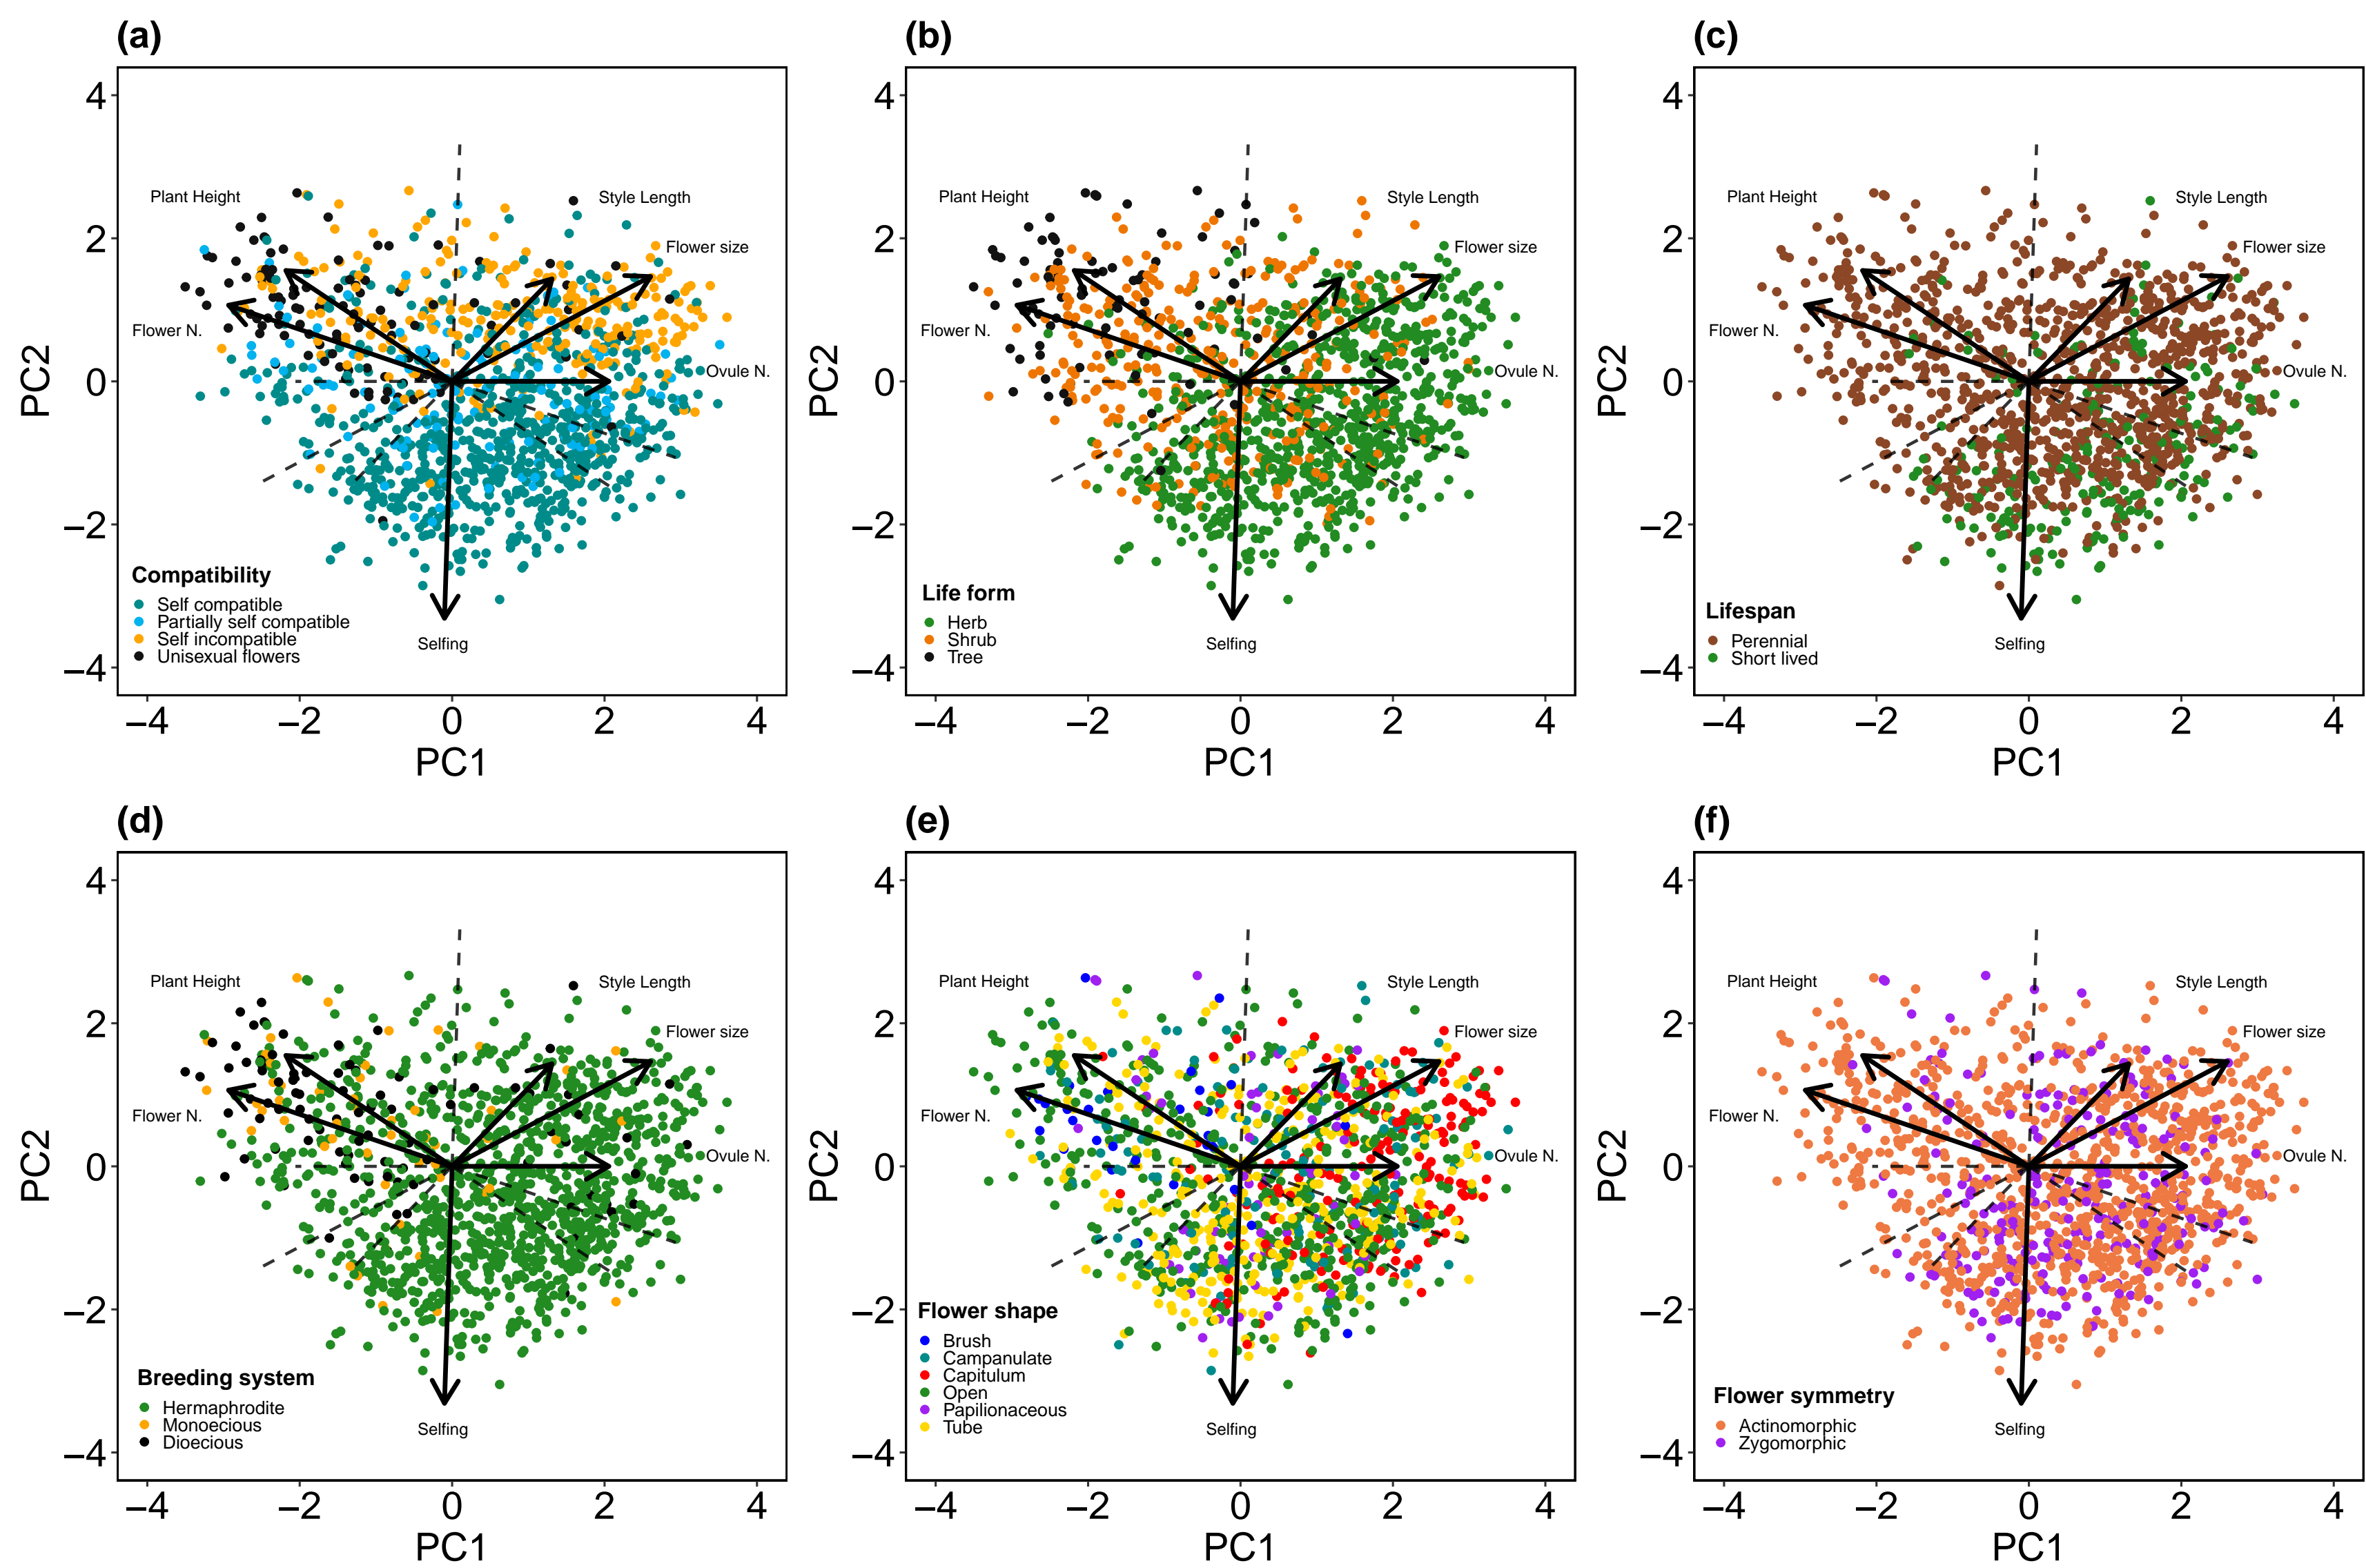 (a)
(b)
(c)
4
2
0
−2
−4
PC2
Plant Height
Style Length
Flower size
Flower N.
Ovule N.
Selfing
Compatibility
Self compatible
Partially self compatible
Self incompatible
Unisexual flowers
−4
−2
0
2
4
PC1
4
2
0
−2
−4
PC2
Plant Height
Style Length
Flower size
Flower N.
Ovule N.
Selfing
Life form
Herb
Shrub
Tree
−4
−2
0
2
4
PC1
4
2
0
−2
−4
PC2
Plant Height
Style Length
Flower size
Flower N.
Ovule N.
Selfing
Lifespan
Perennial
Short lived
−4
−2
0
2
4
PC1
(d)
(e)
(f)
4
2
0
−2
−4
PC2
Plant Height
Style Length
Flower size
Flower N.
Ovule N.
Selfing
Breeding system
Hermaphrodite
Monoecious
Dioecious
−4
−2
0
2
4
PC1
4
2
0
−2
−4
PC2
Plant Height
Style Length
Flower size
Flower N.
Ovule N.
Selfing
Flower shape
Brush
Campanulate
Capitulum
Open
Papilionaceous
Tube
−4
−2
0
2
4
PC1
4
2
0
−2
−4
PC2
Plant Height
Style Length
Flower size
Flower N.
Ovule N.
Selfing
Flower symmetry
Actinomorphic
Zygomorphic
−4
−2
0
2
4
PC1